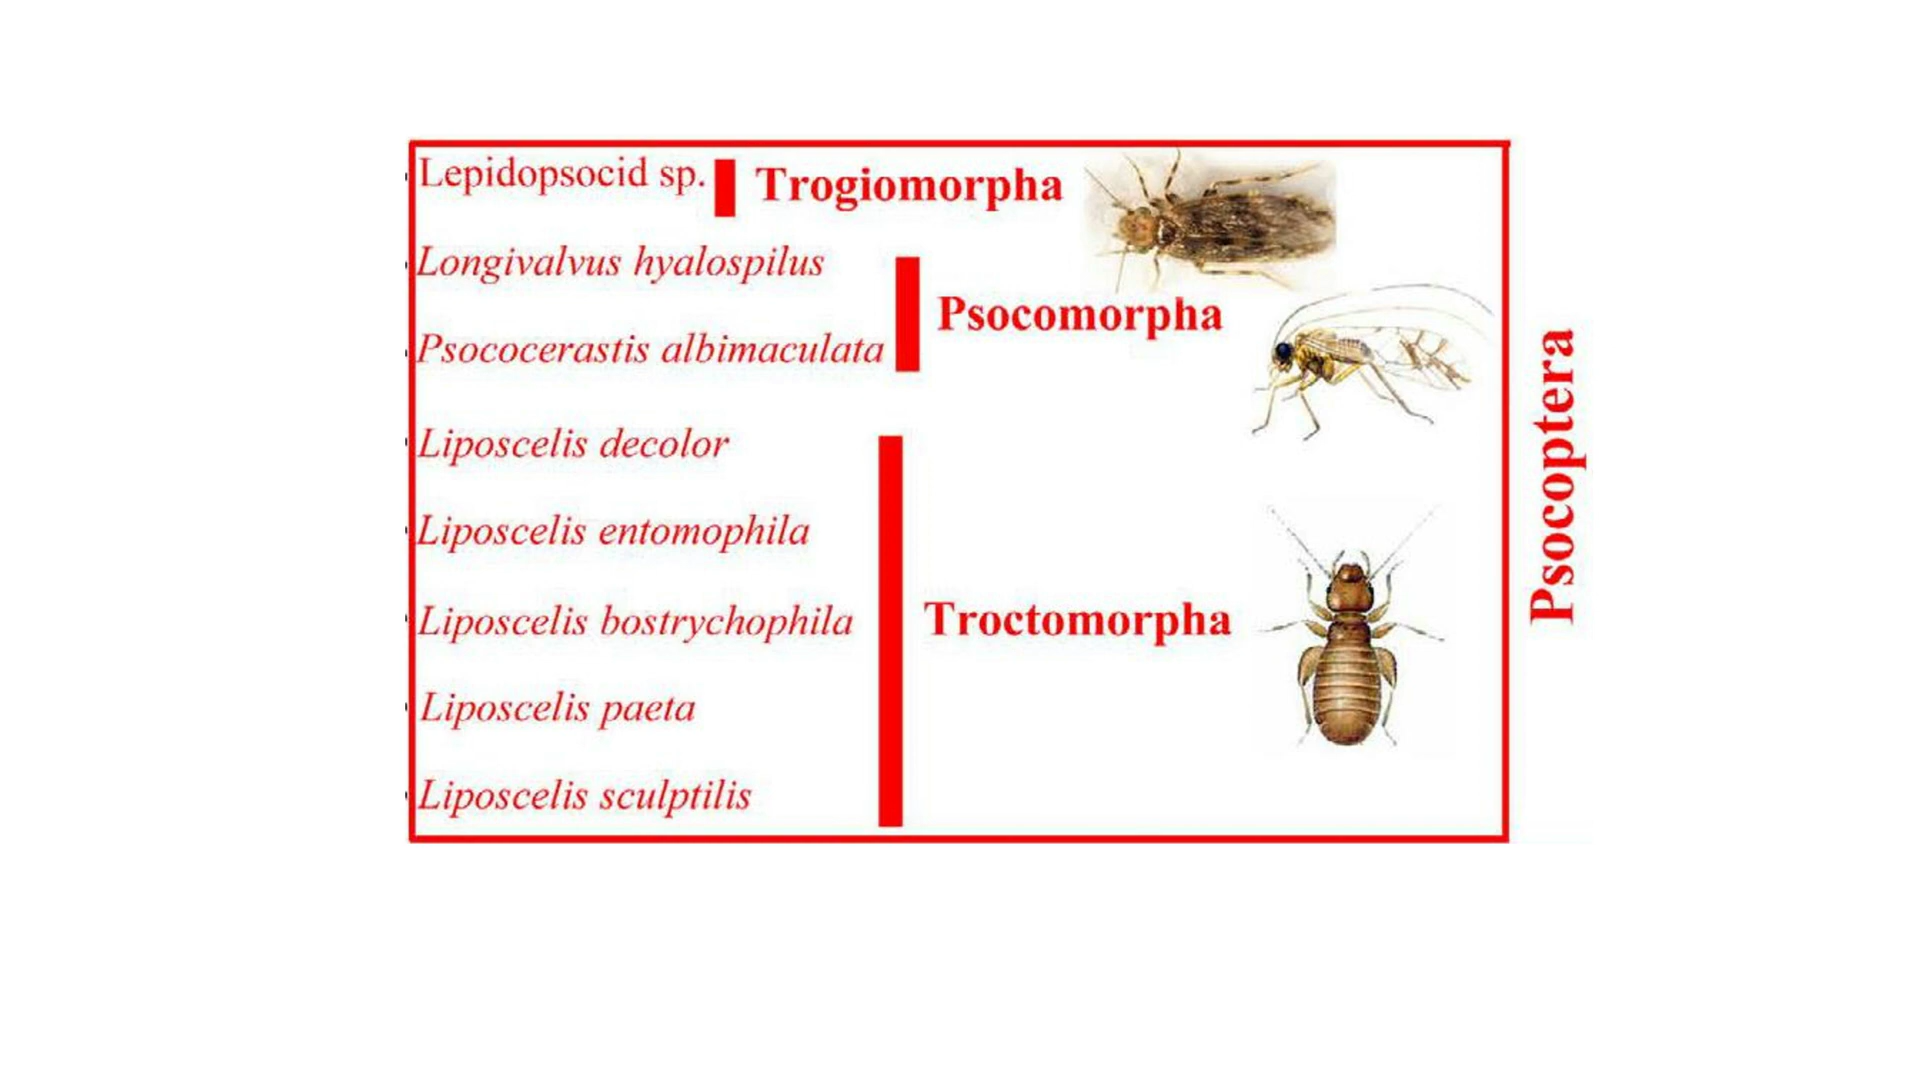 Lepidopsocid sp.
Trogiomorpha
Longivalvus hyalospilus
Psocomorpha
Psococerastis albimaculata
Liposcelis decolor
Liposcelis entomophila
Liposcelis bostrychophila
Troctomorpha
Liposcelis paeta
Liposcelis sculptilis
Psocoptera